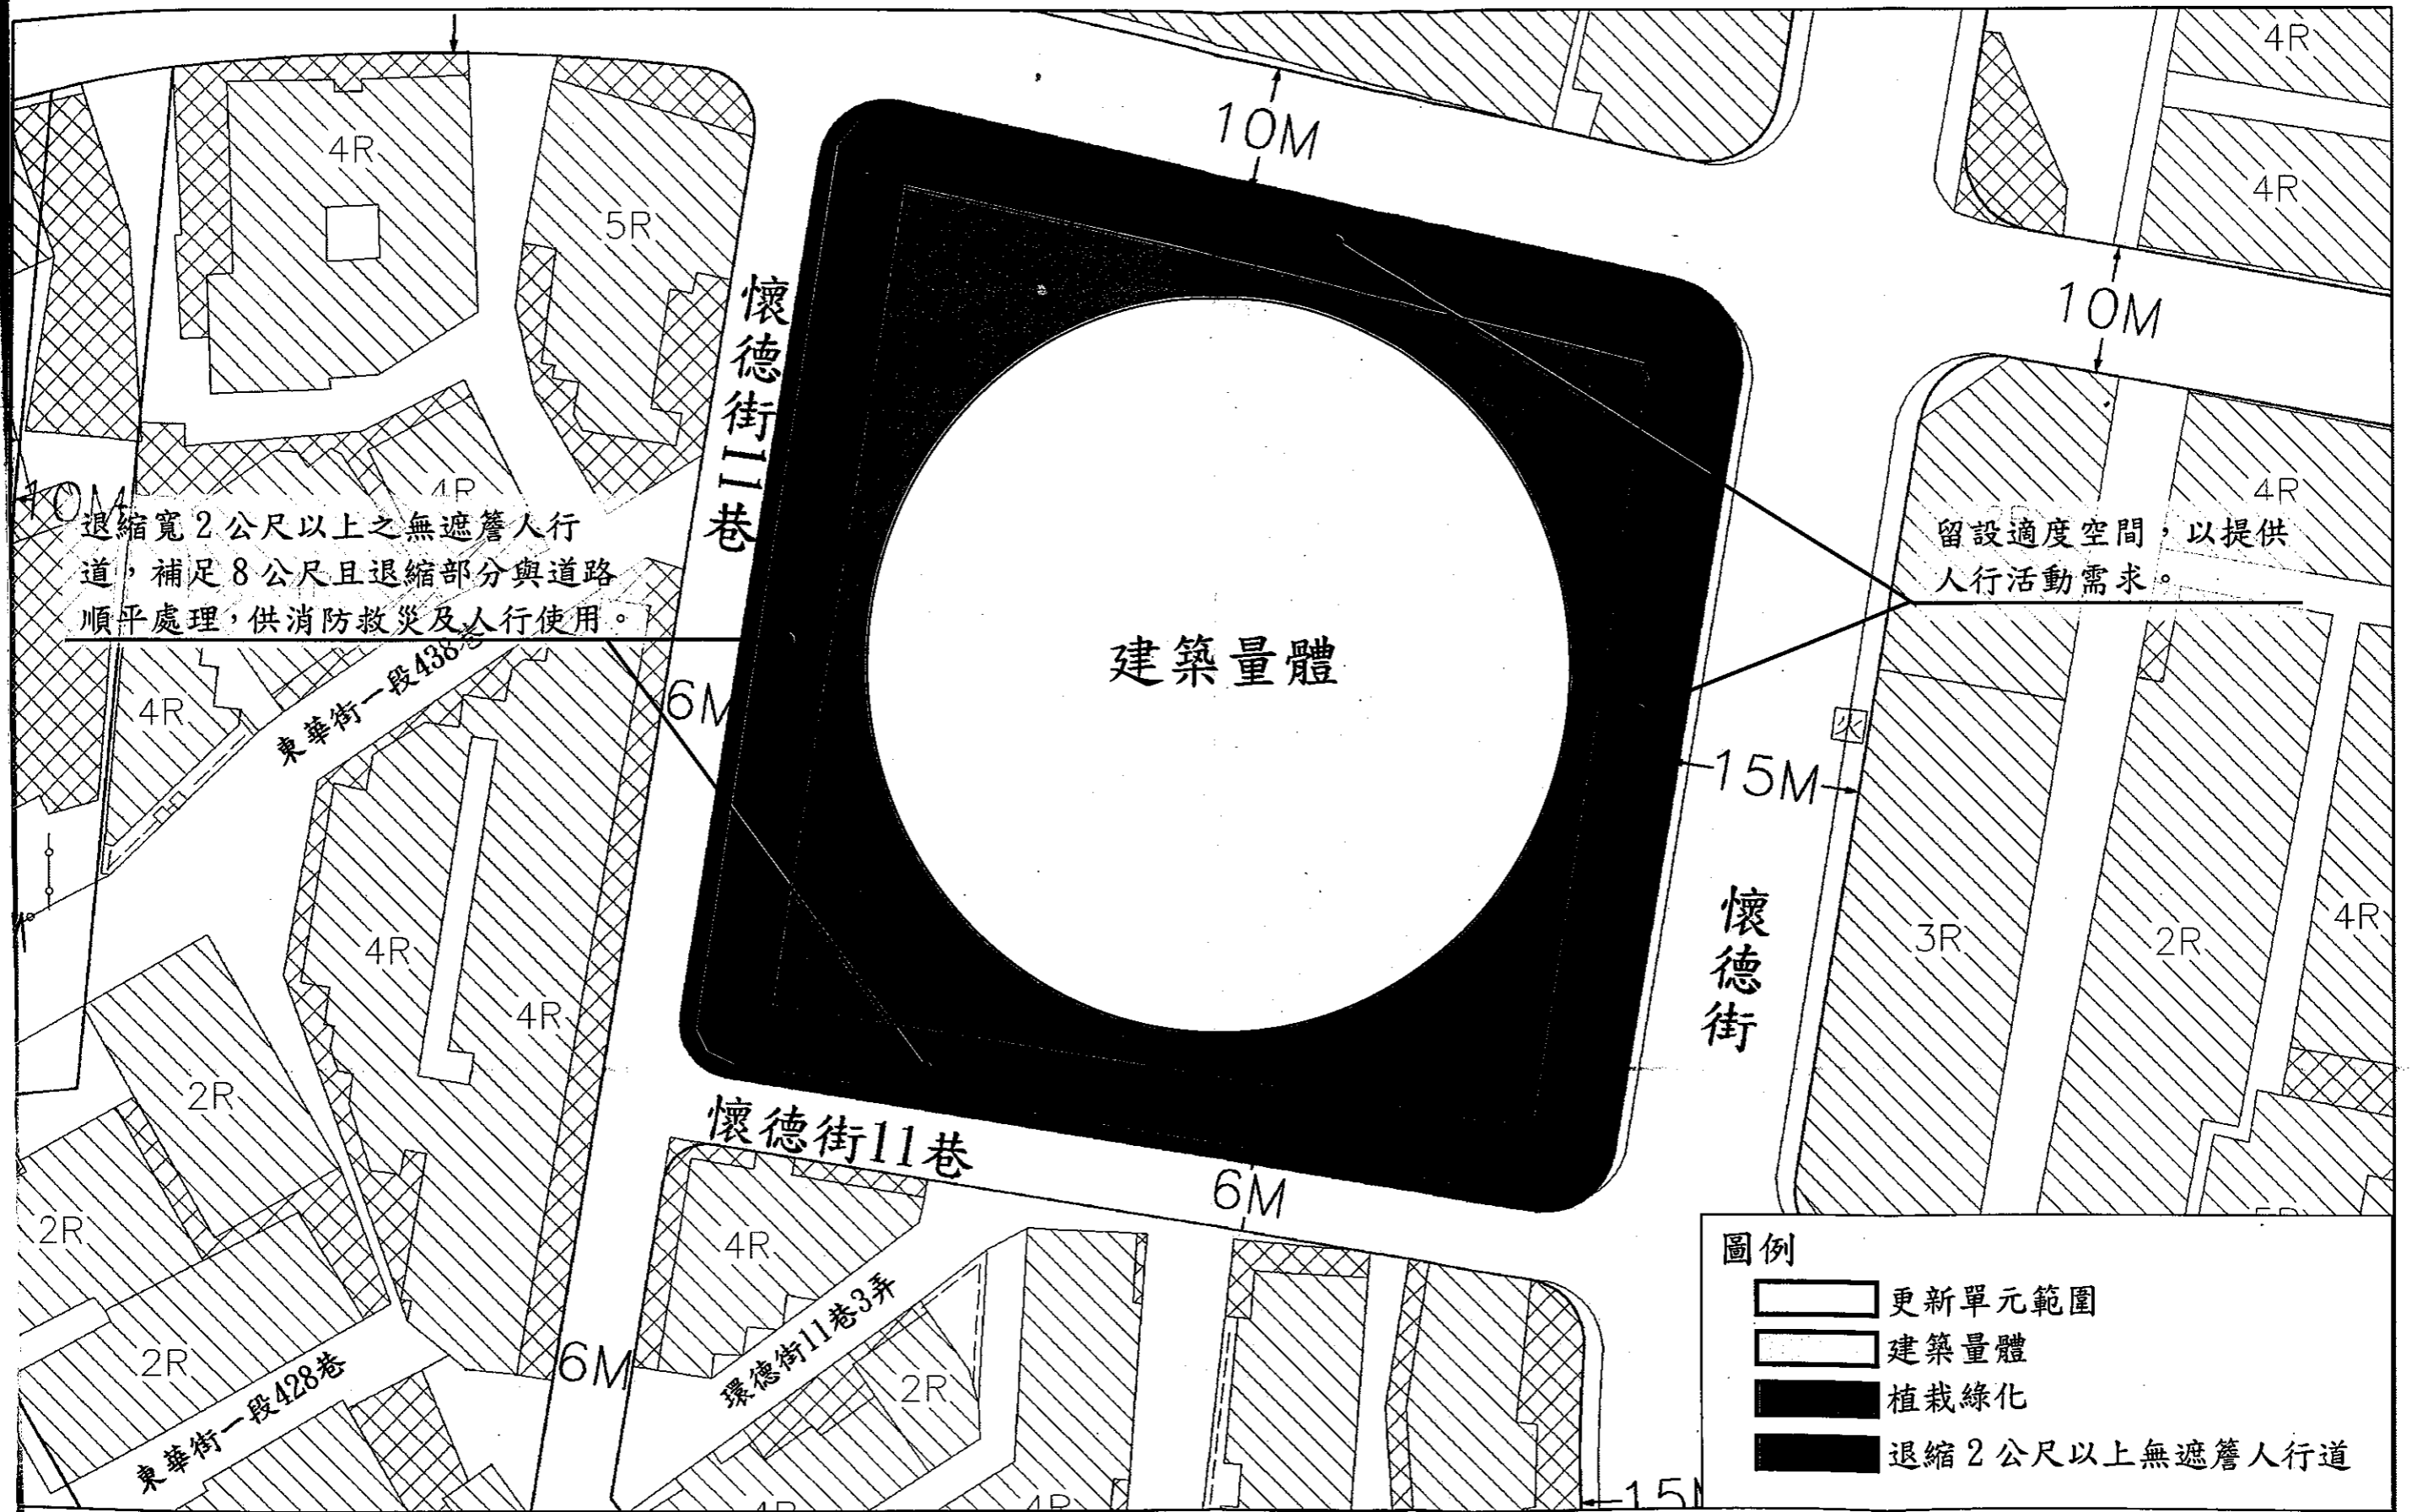 4R
10M
4R
4R
5R
懷德街11巷
10M
10M
4R
4R
退縮寬2公尺以上之無遮簷人行
道，補足8公尺且退縮部分與道路
順平處理，供消防救災及人行使用。
留設適度空間，以提供
人行活動需求。
建築量體
東華街一段438巷
4R
6M
火
15M
懷德街
4R
4R
3R
2R
4R
2R
懷德街11巷
6M
2R
4R
環德街11巷3弄
2R
6M
2R
東華街一段428巷
4R
4R
圖例
更新單元範圍
建築量體
植栽綠化
退縮2公尺以上無遮簷人行道